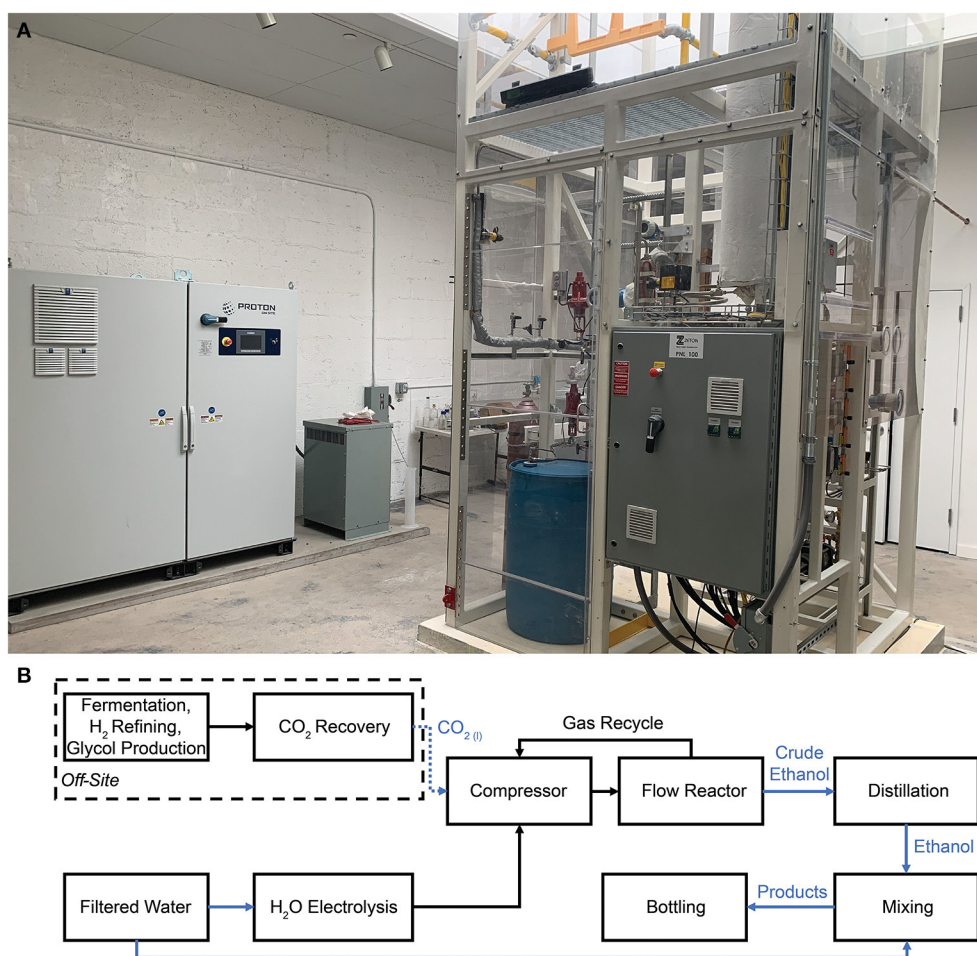 A
PROTON
ON SITE
ZETON
PNL 100
B
Fermentation,
H₂ Refining,
Glycol Production
CO₂ Recovery
CO₂ (l)
Off-Site
Gas Recycle
Compressor
Flow Reactor
Crude
Ethanol
Distillation
Ethanol
Filtered Water
H₂O Electrolysis
Bottling
Products
Mixing